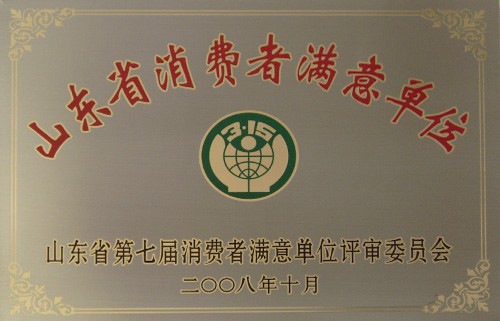 山东省消费者满意单位
3·15
山东省第七届消费者满意单位评审委员会
二〇〇八年十月